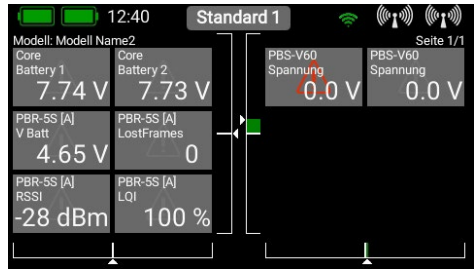 12:40
Standard 1
Modell: Modell Name2
Seite 1/1
Core
Battery 1
7.74 V
Core
Battery 2
7.73 V
PBS-V60
Spannung
0.0 V
PBS-V60
Spannung
0.0 V
PBR-5S [A]
V Batt
4.65 V
PBR-5S [A]
LostFrames
0
PBR-5S [A]
RSSI
-28 dBm
PBR-5S [A]
LQI
100 %